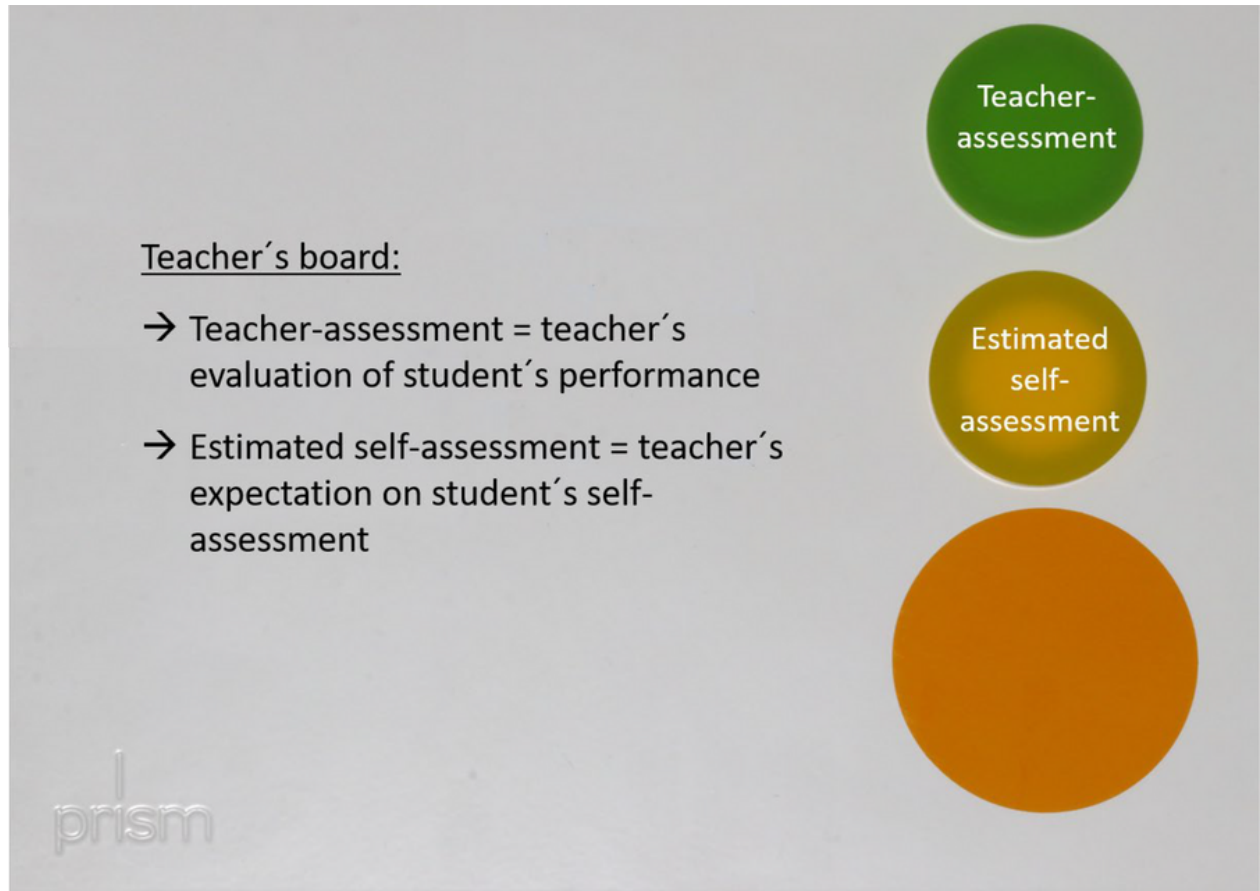 Teacher-
assessment
Teacher´s board:
→ Teacher-assessment = teacher´s
evaluation of student´s performance
→ Estimated self-assessment = teacher´s
expectation on student´s self-
assessment
Estimated
self-
assessment
prism